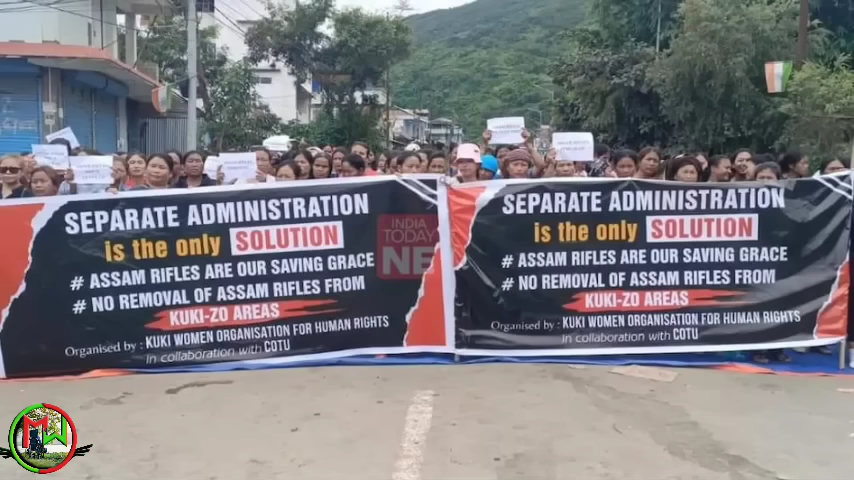 SEPARATE ADMINISTRATION
is the only SOLUTION
# ASSAM RIFLES ARE OUR SAVING GRACE
# NO REMOVAL OF ASSAM RIFLES FROM
KUKI-ZO AREAS
Organised by : KUKI WOMEN ORGANISATION FOR HUMAN RIGHTS
In collaboration with COTU
SEPARATE ADMINISTRATION
is the only SOLUTION
# ASSAM RIFLES ARE OUR SAVING GRACE
# NO REMOVAL OF ASSAM RIFLES FROM
KUKI-ZO AREAS
Organised by : KUKI WOMEN ORGANISATION FOR HUMAN RIGHTS
In collaboration with COTU
INDIA
TODAY
NE